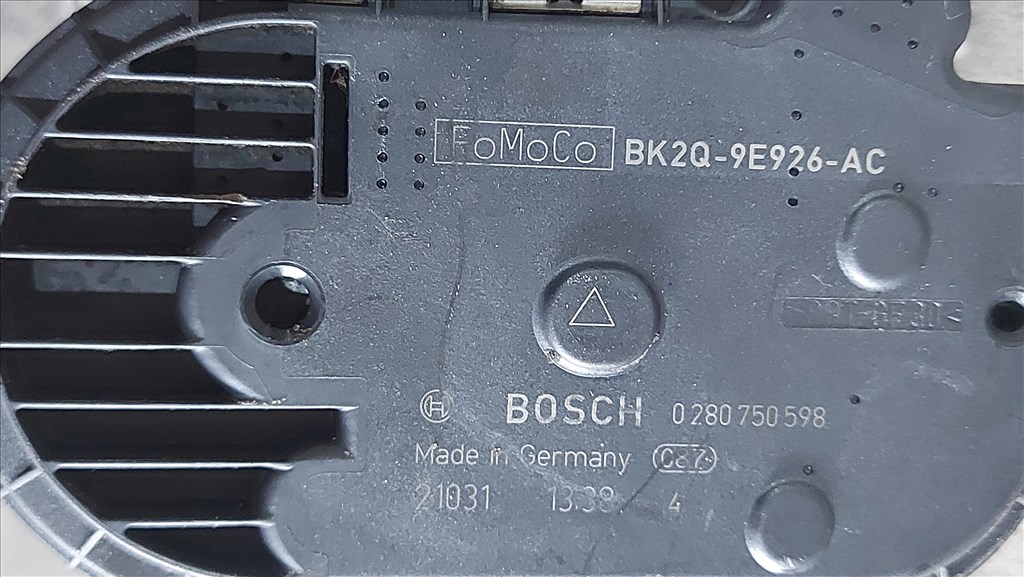 FoMoCo BK2Q-9E926-AC
BOSCH 0 280 750 598
Made in Germany
21031 13.38 4